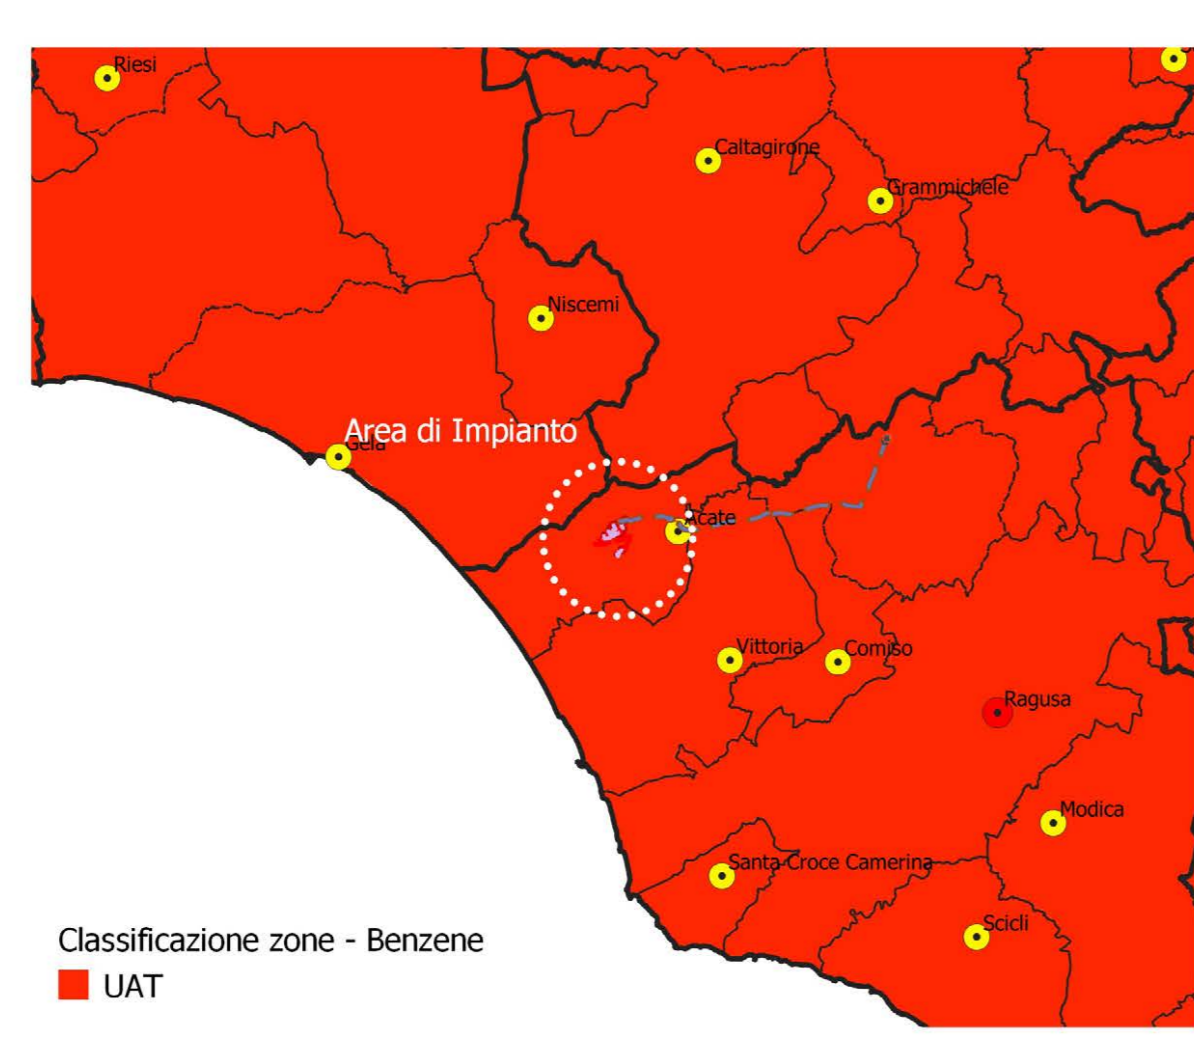 Riesi
Caltagirone
Grammichele
Niscemi
Area di Impianto
Gela
Acate
Vittoria
Comiso
Ragusa
Modica
Santa Croce Camerina
Scicli
Classificazione zone - Benzene
UAT